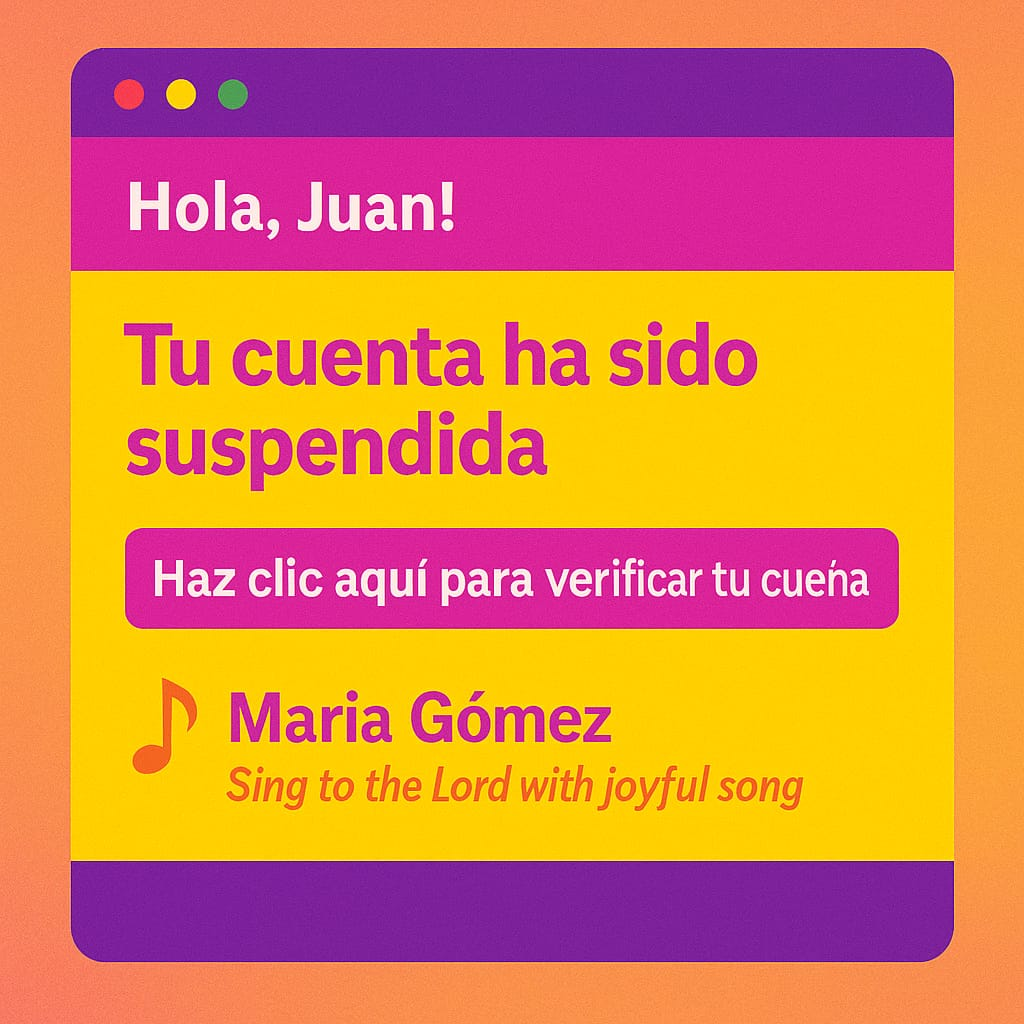 Hola, Juan!
Tu cuenta ha sido
suspendida
Haz clic aquí para verificar tu cueńa
Maria Gómez
Sing to the Lord with joyful song